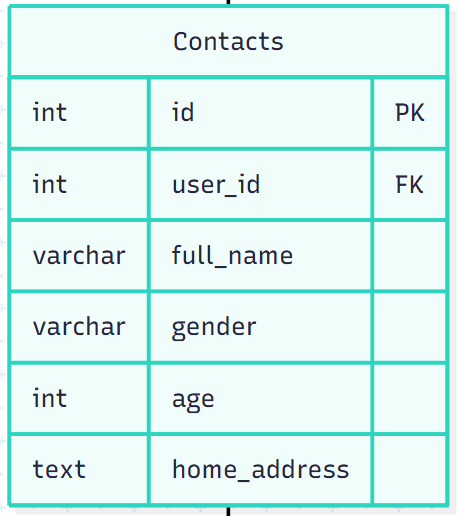 Contacts
int id PK
int user_id FK
varchar full_name
varchar gender
int age
text home_address